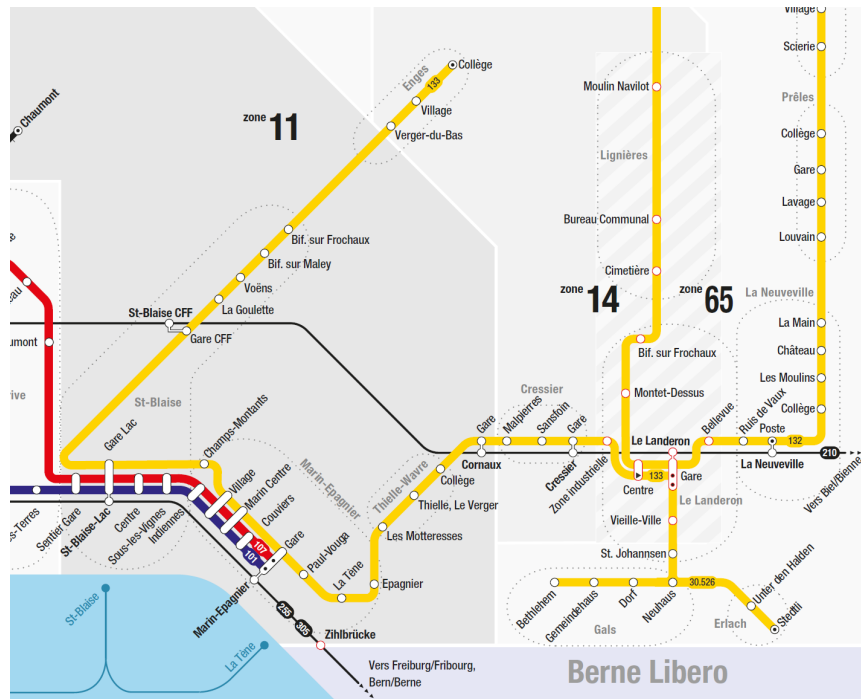 Village
Scierie
Prêles
Collège
Gare
Lavage
Louvain
Collège
Enges
133
Village
Verger-du-Bas
zone 11
Chaumont
Moulin Navilot
Lignières
Bureau Communal
Cimetière
zone 14
zone 65
Bif. sur Frochaux
Bif. sur Maley
Voëns
La Goulette
St-Blaise CFF
Gare CFF
La Neuveville
La Main
Château
Les Moulins
Collège
Bif. sur Frochaux
Montet-Dessus
St-Blaise
Gare Lac
Champs-Montants
Village
Marin Centre
Couviers
Gare
Marin-Epagnier
Paul-Vouga
La Tène
Epagnier
Les Motteresses
Thielle-Wavre
Thielle, Le Verger
Collège
Gare
Cornaux
Malpierres
Sansfoin
Gare
Cressier
Cressier
Zone Industrielle
Le Landeron
Bellevue
Ruis de Vaux
Poste
132
La Neuveville
210
Vers Biel/Bienne
Centre
133
Gare
Le Landeron
Vieille-Ville
St. Johannsen
Sentier Gare
St-Blaise-Lac
Centre
Sous-les-Vignes
Indiennes
107
101
Marin-Epagnier
255
305
Zihlbrücke
Vers Freiburg/Fribourg,
Bern/Berne
St-Blaise
La Tène
Bethlehem
Gemeindehaus
Dorf
Neuhaus
Gals
30.526
Unter den Halden
Erlach
Stedtli
Berne Libero